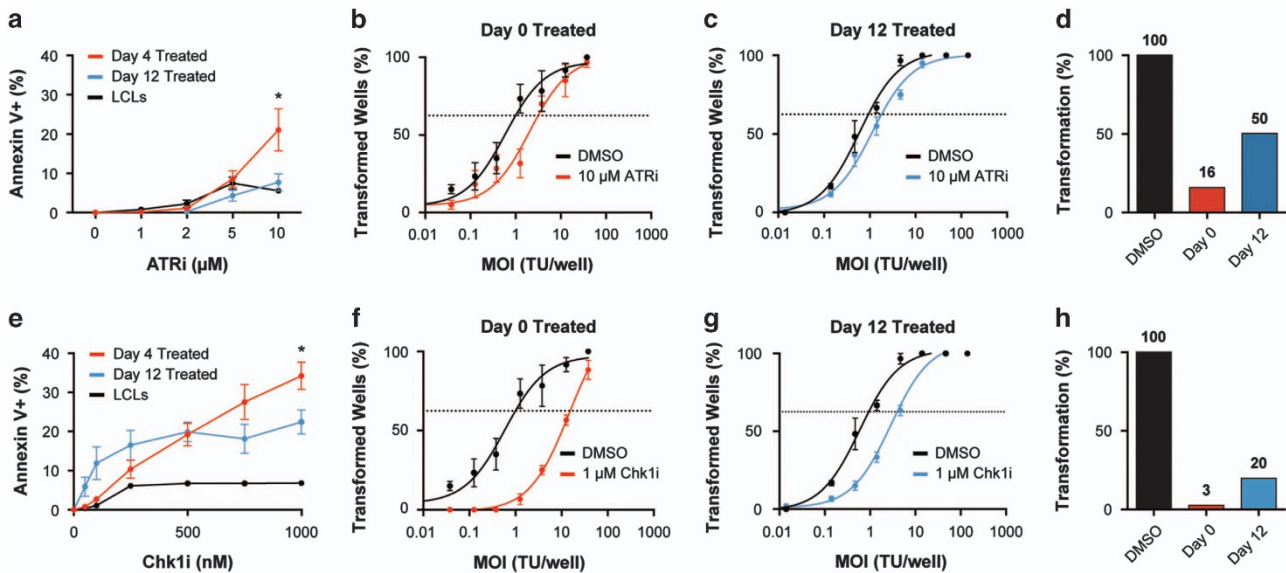 a
Day 4 Treated
Day 12 Treated
LCLs
*
Annexin V+ (%)
40
30
20
10
0
0 1 2 5 10
ATRi (µM)
b
Day 0 Treated
Transformed Wells (%)
100
50
0
DMSO
10 µM ATRi
0.01 0.1 1 10 100 1000
MOI (TU/well)
c
Day 12 Treated
Transformed Wells (%)
100
50
0
DMSO
10 µM ATRi
0.01 0.1 1 10 100 1000
MOI (TU/well)
d
Transformation (%)
100
50
0
100
16
50
DMSO
Day 0
Day 12
e
Day 4 Treated
Day 12 Treated
LCLs
*
Annexin V+ (%)
40
30
20
10
0
0 500 1000
Chk1i (nM)
f
Day 0 Treated
Transformed Wells (%)
100
50
0
DMSO
1 µM Chk1i
0.01 0.1 1 10 100 1000
MOI (TU/well)
g
Day 12 Treated
Transformed Wells (%)
100
50
0
DMSO
1 µM Chk1i
0.01 0.1 1 10 100 1000
MOI (TU/well)
h
Transformation (%)
100
50
0
100
3
20
DMSO
Day 0
Day 12